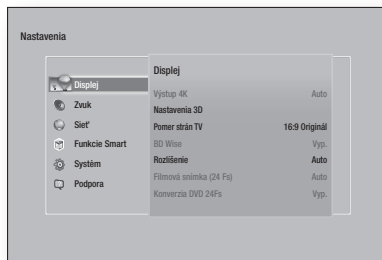 Nastavenia
Displej
Zvuk
Sieť
Funkcie Smart
Systém
Podpora
Displej
Výstup 4K Auto
Nastavenia 3D
Pomer strán TV 16:9 Originál
BD Wise Vyp.
Rozlíšenie Auto
Filmová snímka (24 Fs) Auto
Konverzia DVD 24Fs Vyp.